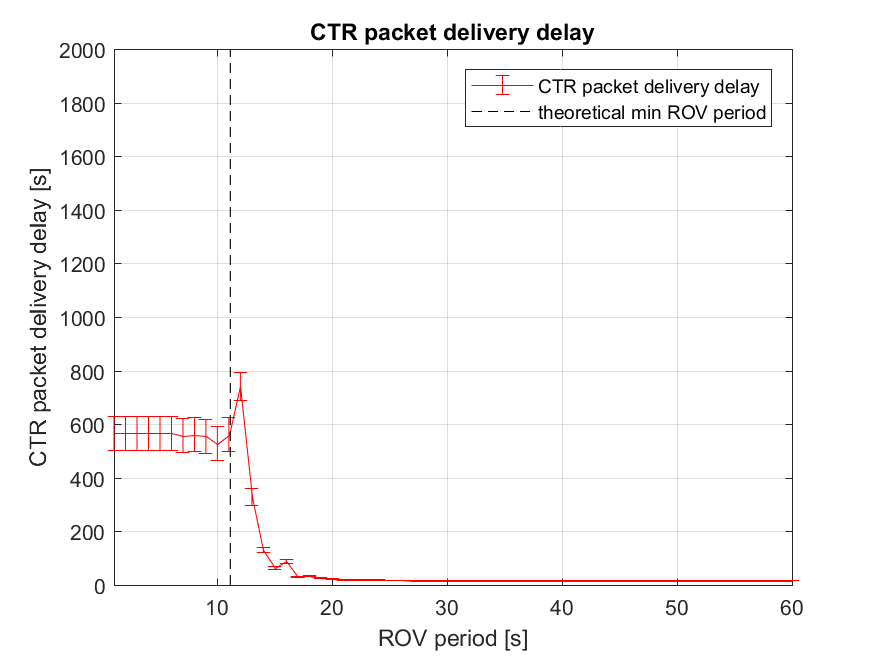 CTR packet delivery delay
2000
1800
1600
1400
1200
1000
800
600
400
200
0
CTR packet delivery delay [s]
CTR packet delivery delay
theoretical min ROV period
10 20 30 40 50 60
ROV period [s]